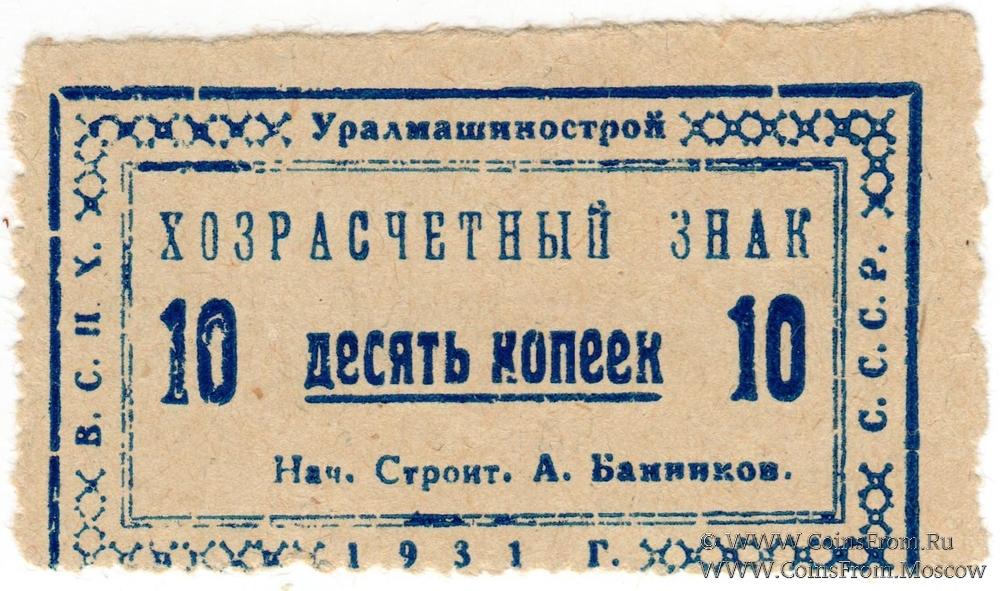 Уралмашинострой
ХОЗРАСЧЕТНЫЙ ЗНАК
В. С. Н. Х.
10 десять копеек 10
С. С. С. Р.
Нач. Строит. А. Банников.
1931 Г.
© WWW.CoinsFrom.Ru
WWW.CoinsFrom.Moscow